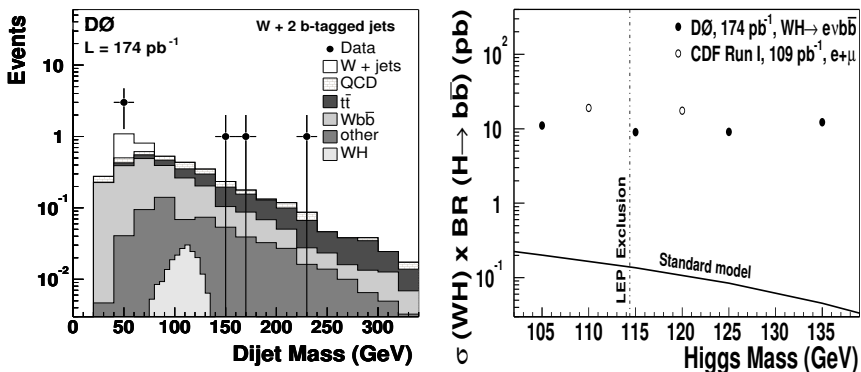 DØ
W + 2 b-tagged jets
L = 174 pb⁻¹
Data
W + jets
QCD
tt̄
Wbb̄
other
WH
Events
10
1
10⁻¹
10⁻²
0 50 100 150 200 250 300
Dijet Mass (GeV)
DØ, 174 pb⁻¹, WH→ eνbb̄
CDF Run I, 109 pb⁻¹, e+μ
σ (WH) x BR (H→ bb̄) (pb)
10²
10
1
10⁻¹
LEP Exclusion
Standard model
105 110 115 120 125 130 135
Higgs Mass (GeV)